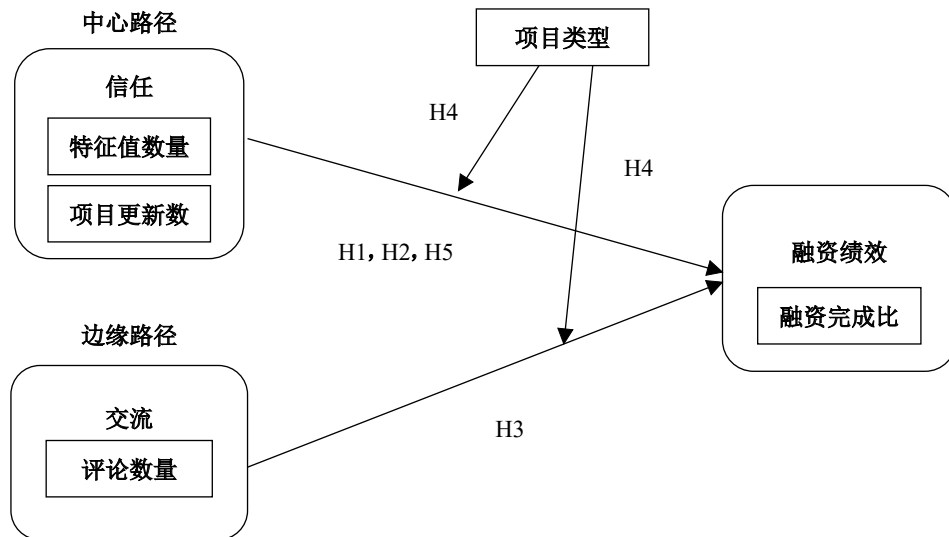 中心路径
项目类型
信任
特征值数量
项目更新数
H4
H4
H1, H2, H5
融资绩效
融资完成比
边缘路径
交流
评论数量
H3